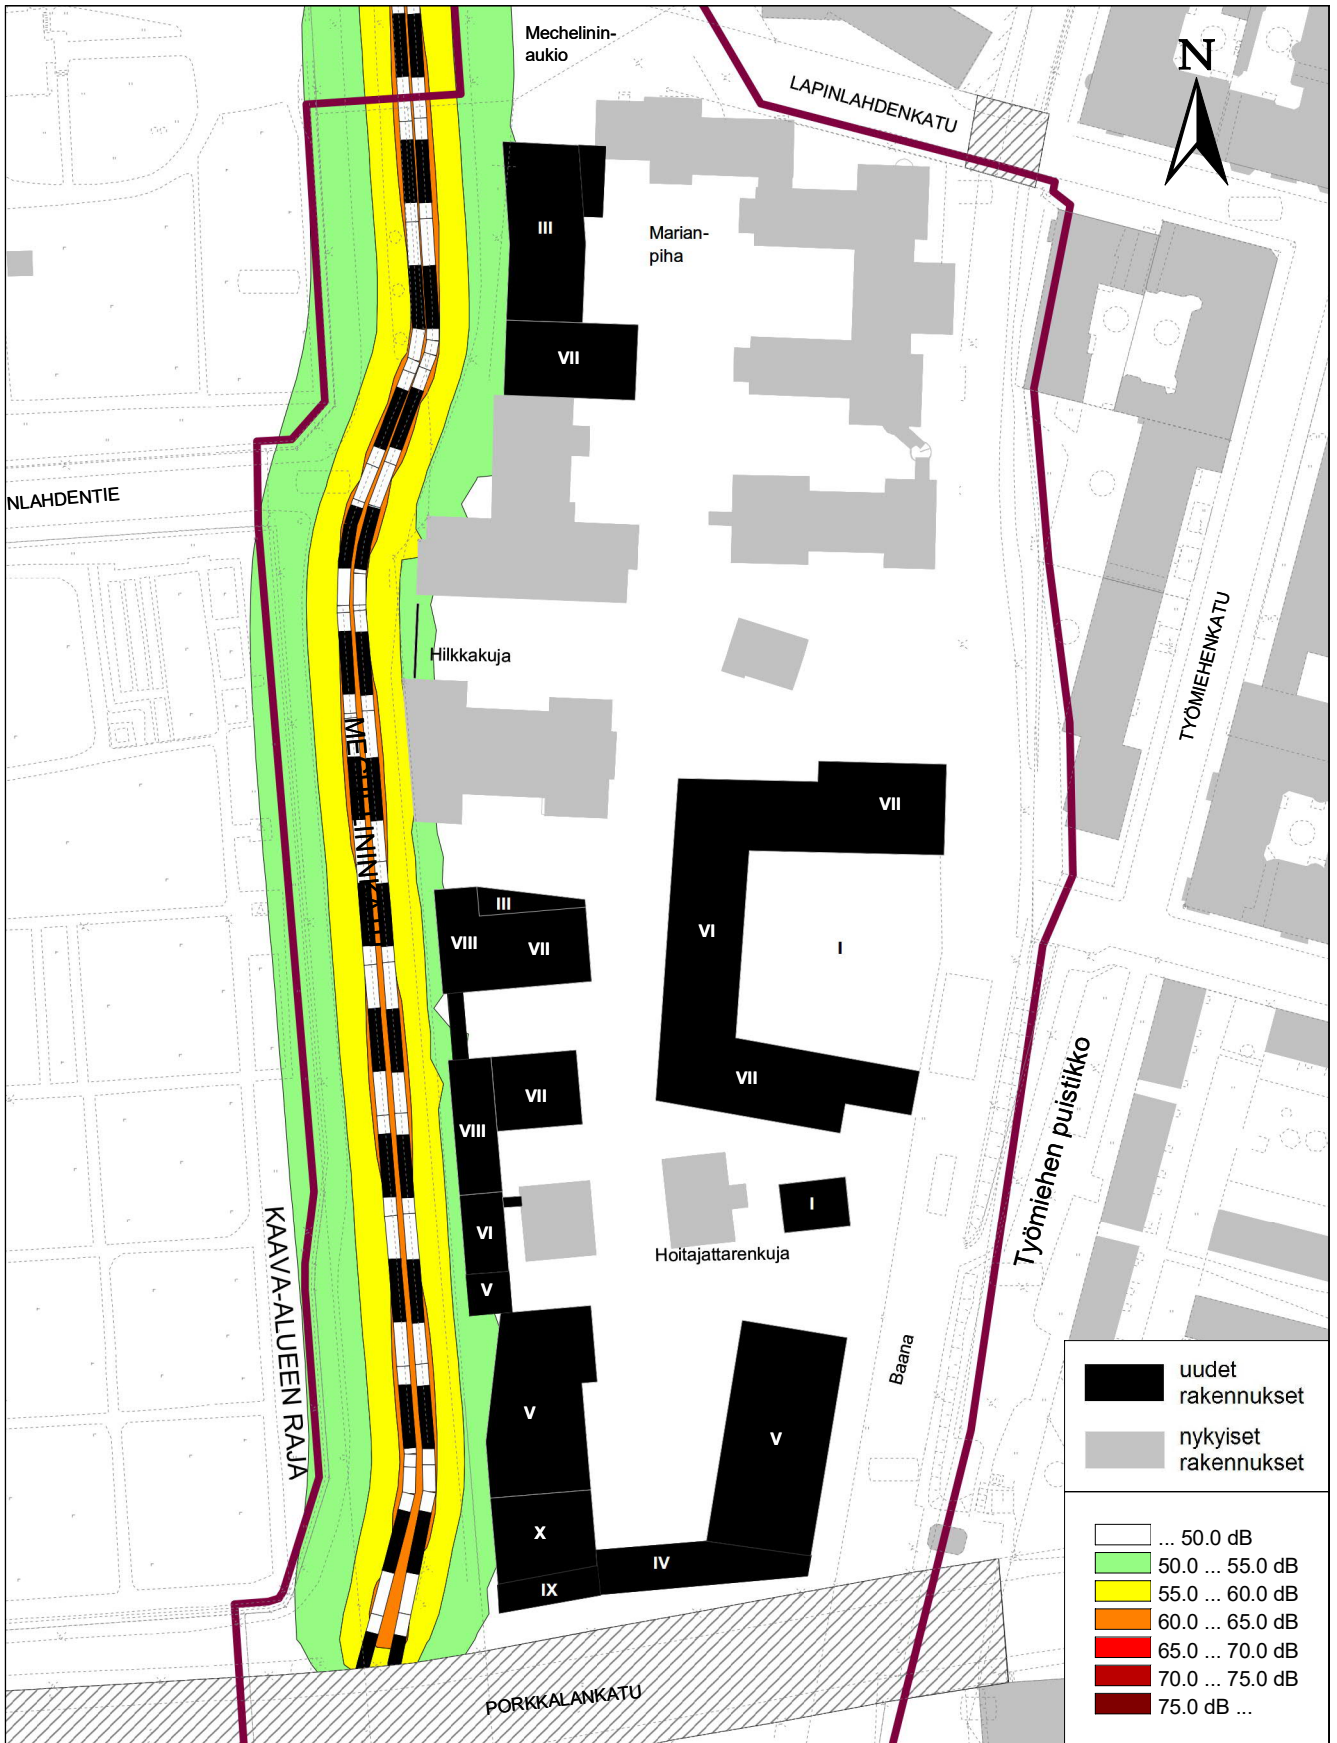 Mechelinin-
aukio
LAPINLAHDENKATU
N
III
Marian-
piha
VII
NLAHDENTIE
TYÖMIEHENKATU
Hilkkakuja
VII
III
VIII
VII
VI
I
VII
VII
VIII
Työmiehen puistikko
I
VI
Hoitajattarenkuja
V
KAAVA-ALUEEN RAJA
Baana
V
V
X
IV
IX
PORKKALANKATU
uudet
rakennukset
nykyiset
rakennukset
... 50.0 dB
50.0 ... 55.0 dB
55.0 ... 60.0 dB
60.0 ... 65.0 dB
65.0 ... 70.0 dB
70.0 ... 75.0 dB
75.0 dB ...